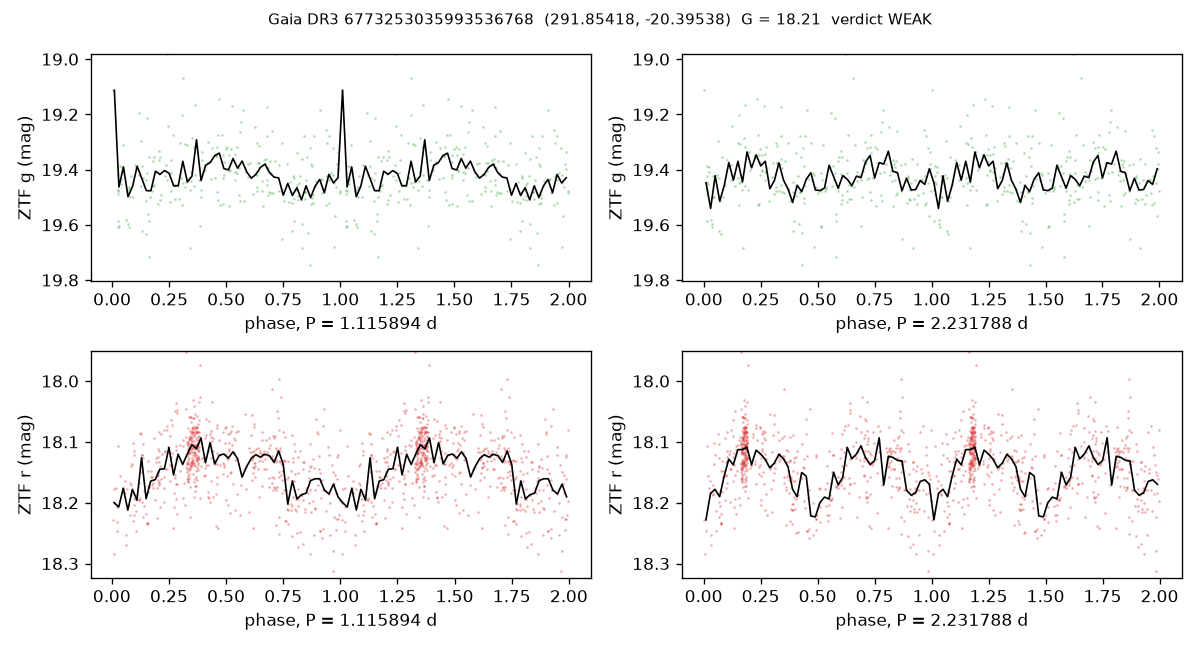 Gaia DR3 6773253035993536768  (291.85418, -20.39538)  G = 18.21  verdict WEAK
ZTF g (mag)
19.0
19.2
19.4
19.6
19.8
0.00 0.25 0.50 0.75 1.00 1.25 1.50 1.75 2.00
phase, P = 1.115894 d
ZTF g (mag)
19.0
19.2
19.4
19.6
19.8
0.00 0.25 0.50 0.75 1.00 1.25 1.50 1.75 2.00
phase, P = 2.231788 d
ZTF r (mag)
18.0
18.1
18.2
18.3
0.00 0.25 0.50 0.75 1.00 1.25 1.50 1.75 2.00
phase, P = 1.115894 d
ZTF r (mag)
18.0
18.1
18.2
18.3
0.00 0.25 0.50 0.75 1.00 1.25 1.50 1.75 2.00
phase, P = 2.231788 d